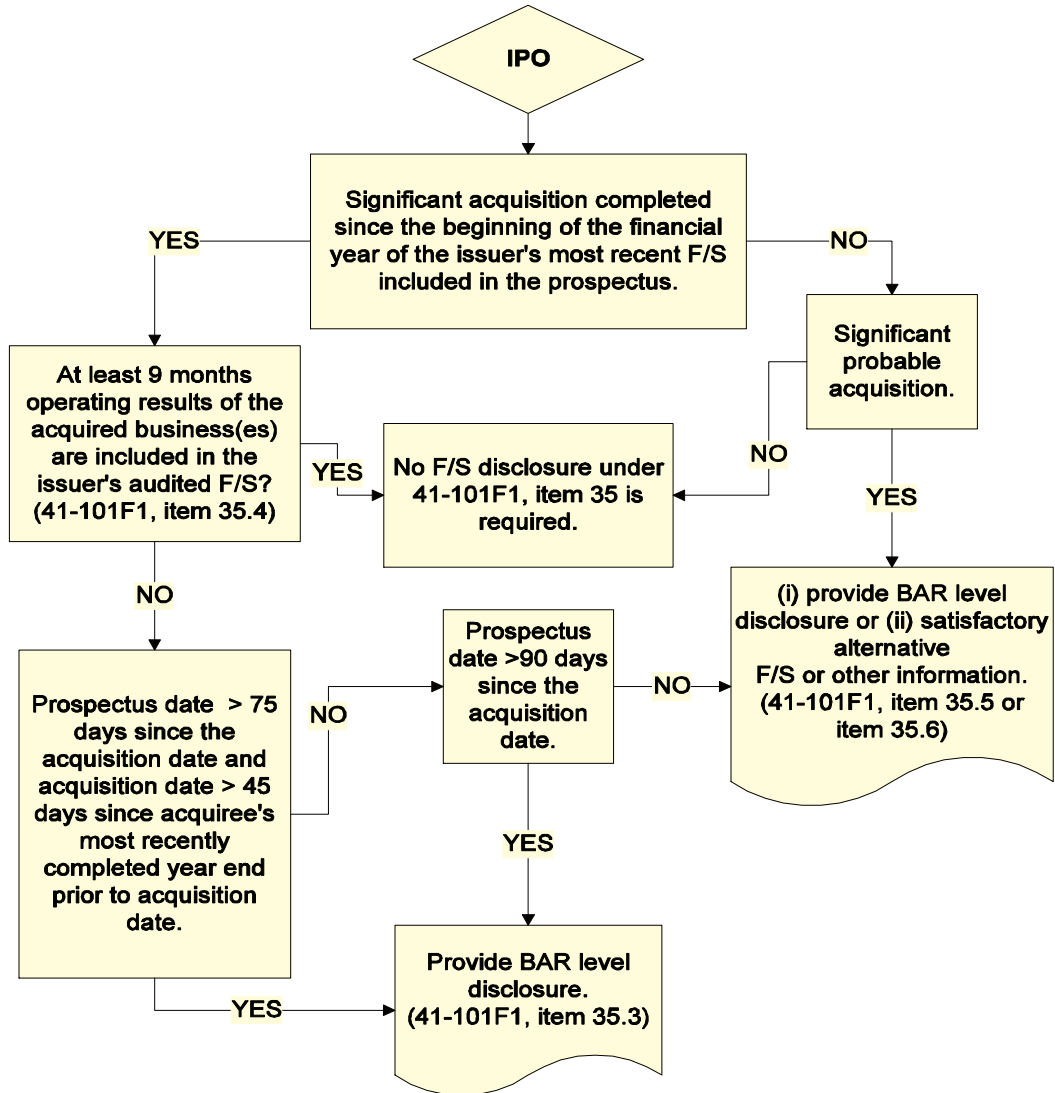 IPO
Significant acquisition completed
since the beginning of the financial
year of the issuer's most recent F/S
included in the prospectus.
YES
NO
Significant
probable
acquisition.
At least 9 months
operating results of the
acquired business(es)
are included in the
issuer's audited F/S?
(41-101F1, item 35.4)
YES
No F/S disclosure under
41-101F1, item 35 is
required.
NO
YES
NO
(i) provide BAR level
disclosure or (ii) satisfactory
alternative
F/S or other information.
(41-101F1, item 35.5 or
item 35.6)
Prospectus
date >90 days
since the
acquisition
date.
NO
Prospectus date > 75
days since the
acquisition date and
acquisition date > 45
days since acquiree's
most recently
completed year end
prior to acquisition
date.
NO
YES
Provide BAR level
disclosure.
(41-101F1, item 35.3)
YES